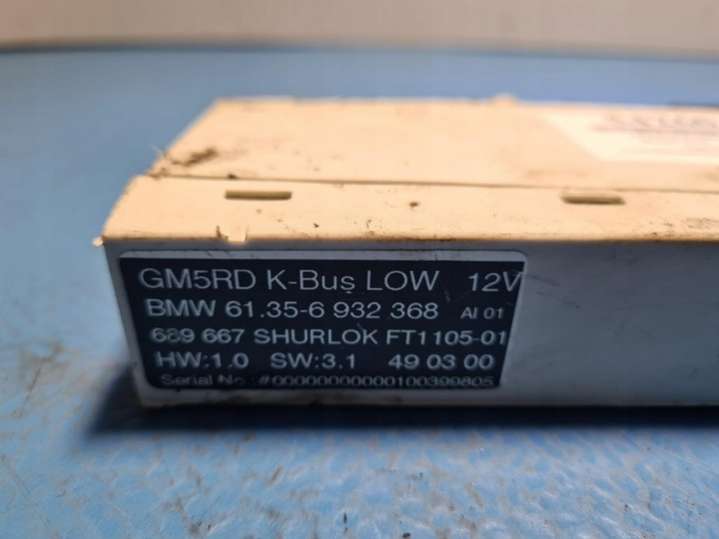 GM5RD K-Bus LOW 12V
BMW 61.35-6 932 368 AI 01
689 667 SHURLOK FT1105-01
HW:1.0 SW:3.1 49 03 00
Serial No.: #000000000000100399805